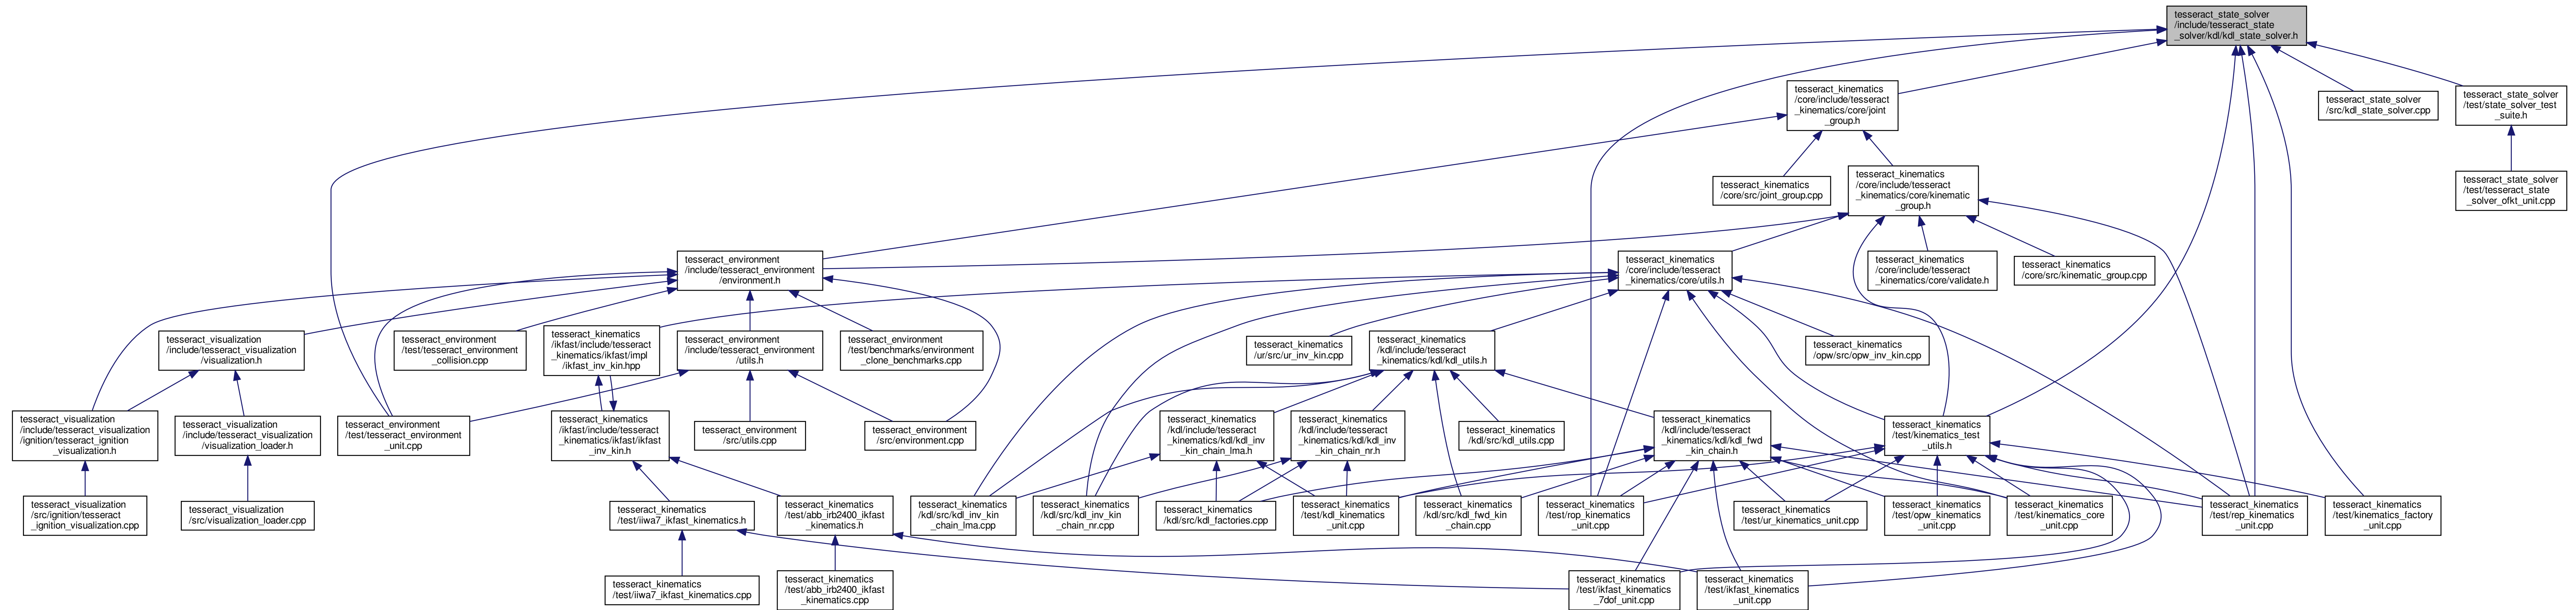 tesseract_state_solver
/include/tesseract_state
_solver/kdl/kdl_state_solver.h
tesseract_kinematics
/core/include/tesseract
_kinematics/core/joint
_group.h
tesseract_state_solver
/src/kdl_state_solver.cpp
tesseract_state_solver
/test/state_solver_test
_suite.h
tesseract_kinematics
/core/src/joint_group.cpp
tesseract_kinematics
/core/include/tesseract
_kinematics/core/kinematic
_group.h
tesseract_state_solver
/test/tesseract_state
_solver_ofkt_unit.cpp
tesseract_environment
/include/tesseract_environment
/environment.h
tesseract_kinematics
/core/include/tesseract
_kinematics/core/utils.h
tesseract_kinematics
/core/include/tesseract
_kinematics/core/validate.h
tesseract_kinematics
/core/src/kinematic_group.cpp
tesseract_visualization
/include/tesseract_visualization
/visualization.h
tesseract_environment
/test/tesseract_environment
_collision.cpp
tesseract_kinematics
/ikfast/include/tesseract
_kinematics/ikfast/impl
/ikfast_inv_kin.hpp
tesseract_environment
/include/tesseract_environment
/utils.h
tesseract_environment
/test/benchmarks/environment
_clone_benchmarks.cpp
tesseract_kinematics
/ur/src/ur_inv_kin.cpp
tesseract_kinematics
/kdl/include/tesseract
_kinematics/kdl/kdl_utils.h
tesseract_kinematics
/opw/src/opw_inv_kin.cpp
tesseract_visualization
/include/tesseract_visualization
/ignition/tesseract_ignition
_visualization.h
tesseract_visualization
/include/tesseract_visualization
/visualization_loader.h
tesseract_environment
/test/tesseract_environment
_unit.cpp
tesseract_kinematics
/ikfast/include/tesseract
_kinematics/ikfast/ikfast
_inv_kin.h
tesseract_environment
/src/utils.cpp
tesseract_environment
/src/environment.cpp
tesseract_kinematics
/kdl/include/tesseract
_kinematics/kdl/kdl_inv
_kin_chain_lma.h
tesseract_kinematics
/kdl/include/tesseract
_kinematics/kdl/kdl_inv
_kin_chain_nr.h
tesseract_kinematics
/kdl/src/kdl_utils.cpp
tesseract_kinematics
/kdl/include/tesseract
_kinematics/kdl/kdl_fwd
_kin_chain.h
tesseract_kinematics
/test/kinematics_test
_utils.h
tesseract_visualization
/src/ignition/tesseract
_ignition_visualization.cpp
tesseract_visualization
/src/visualization_loader.cpp
tesseract_kinematics
/test/iiwa7_ikfast_kinematics.h
tesseract_kinematics
/test/abb_irb2400_ikfast
_kinematics.h
tesseract_kinematics
/kdl/src/kdl_inv_kin
_chain_lma.cpp
tesseract_kinematics
/kdl/src/kdl_inv_kin
_chain_nr.cpp
tesseract_kinematics
/kdl/src/kdl_factories.cpp
tesseract_kinematics
/test/kdl_kinematics
_unit.cpp
tesseract_kinematics
/kdl/src/kdl_fwd_kin
_chain.cpp
tesseract_kinematics
/test/rop_kinematics
_unit.cpp
tesseract_kinematics
/test/ur_kinematics_unit.cpp
tesseract_kinematics
/test/opw_kinematics
_unit.cpp
tesseract_kinematics
/test/kinematics_core
_unit.cpp
tesseract_kinematics
/test/rep_kinematics
_unit.cpp
tesseract_kinematics
/test/kinematics_factory
_unit.cpp
tesseract_kinematics
/test/iiwa7_ikfast_kinematics.cpp
tesseract_kinematics
/test/abb_irb2400_ikfast
_kinematics.cpp
tesseract_kinematics
/test/ikfast_kinematics
_7dof_unit.cpp
tesseract_kinematics
/test/ikfast_kinematics
_unit.cpp